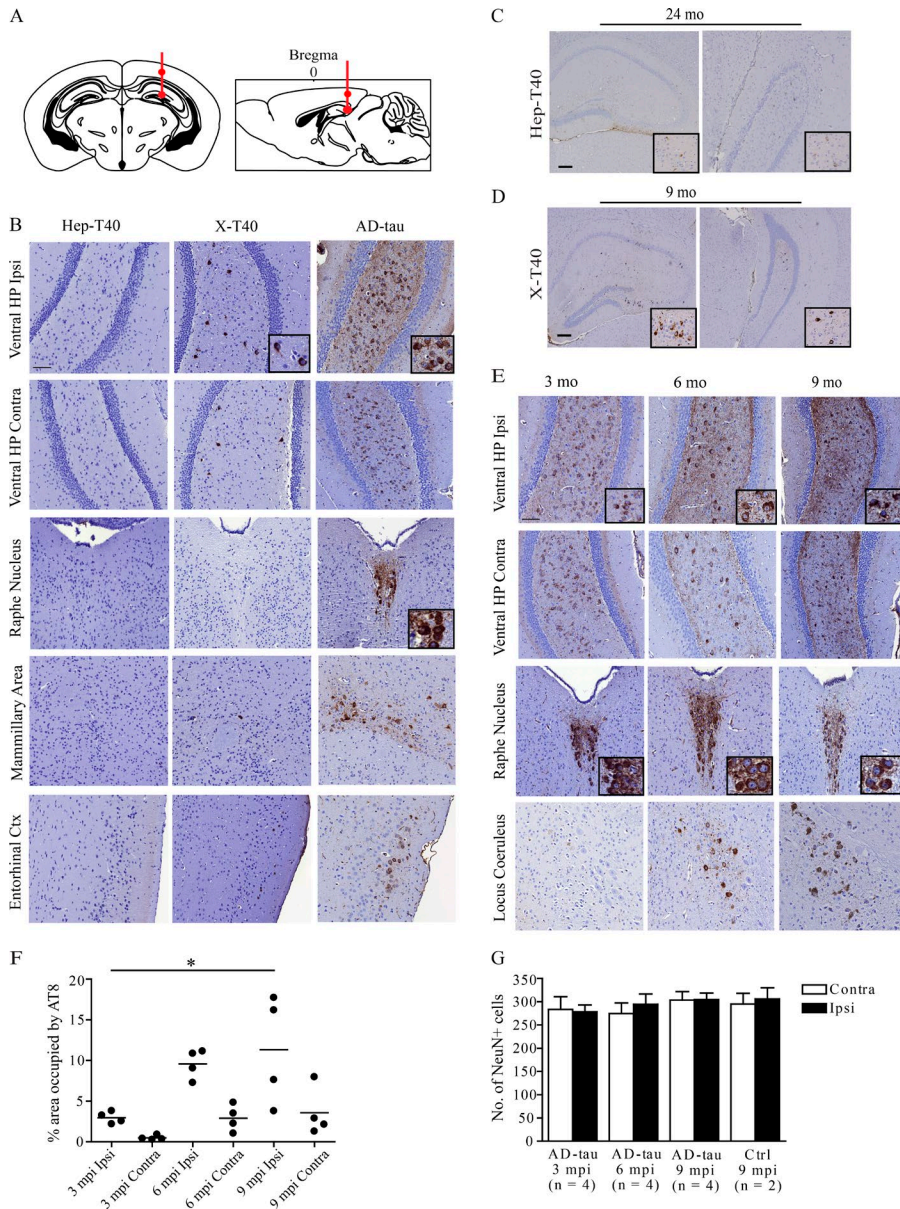 A
Bregma
0
B
Hep-T40
X-T40
AD-tau
Ventral HP Ipsi
Ventral HP Contra
Raphe Nucleus
Mammillary Area
Entorhinal Ctx
C
24 mo
Hep-T40
D
9 mo
X-T40
E
3 mo
6 mo
9 mo
Ventral HP Ipsi
Ventral HP Contra
Raphe Nucleus
Locus Coeruleus
F
*
% area occupied by AT8
20
15
10
5
0
3 mpi Ipsi
3 mpi Contra
6 mpi Ipsi
6 mpi Contra
9 mpi Ipsi
9 mpi Contra
G
No. of NeuN+ cells
350
300
250
200
150
100
50
0
Contra
Ipsi
AD-tau
3 mpi
(n = 4)
AD-tau
6 mpi
(n = 4)
AD-tau
9 mpi
(n = 4)
Ctrl
9 mpi
(n = 2)